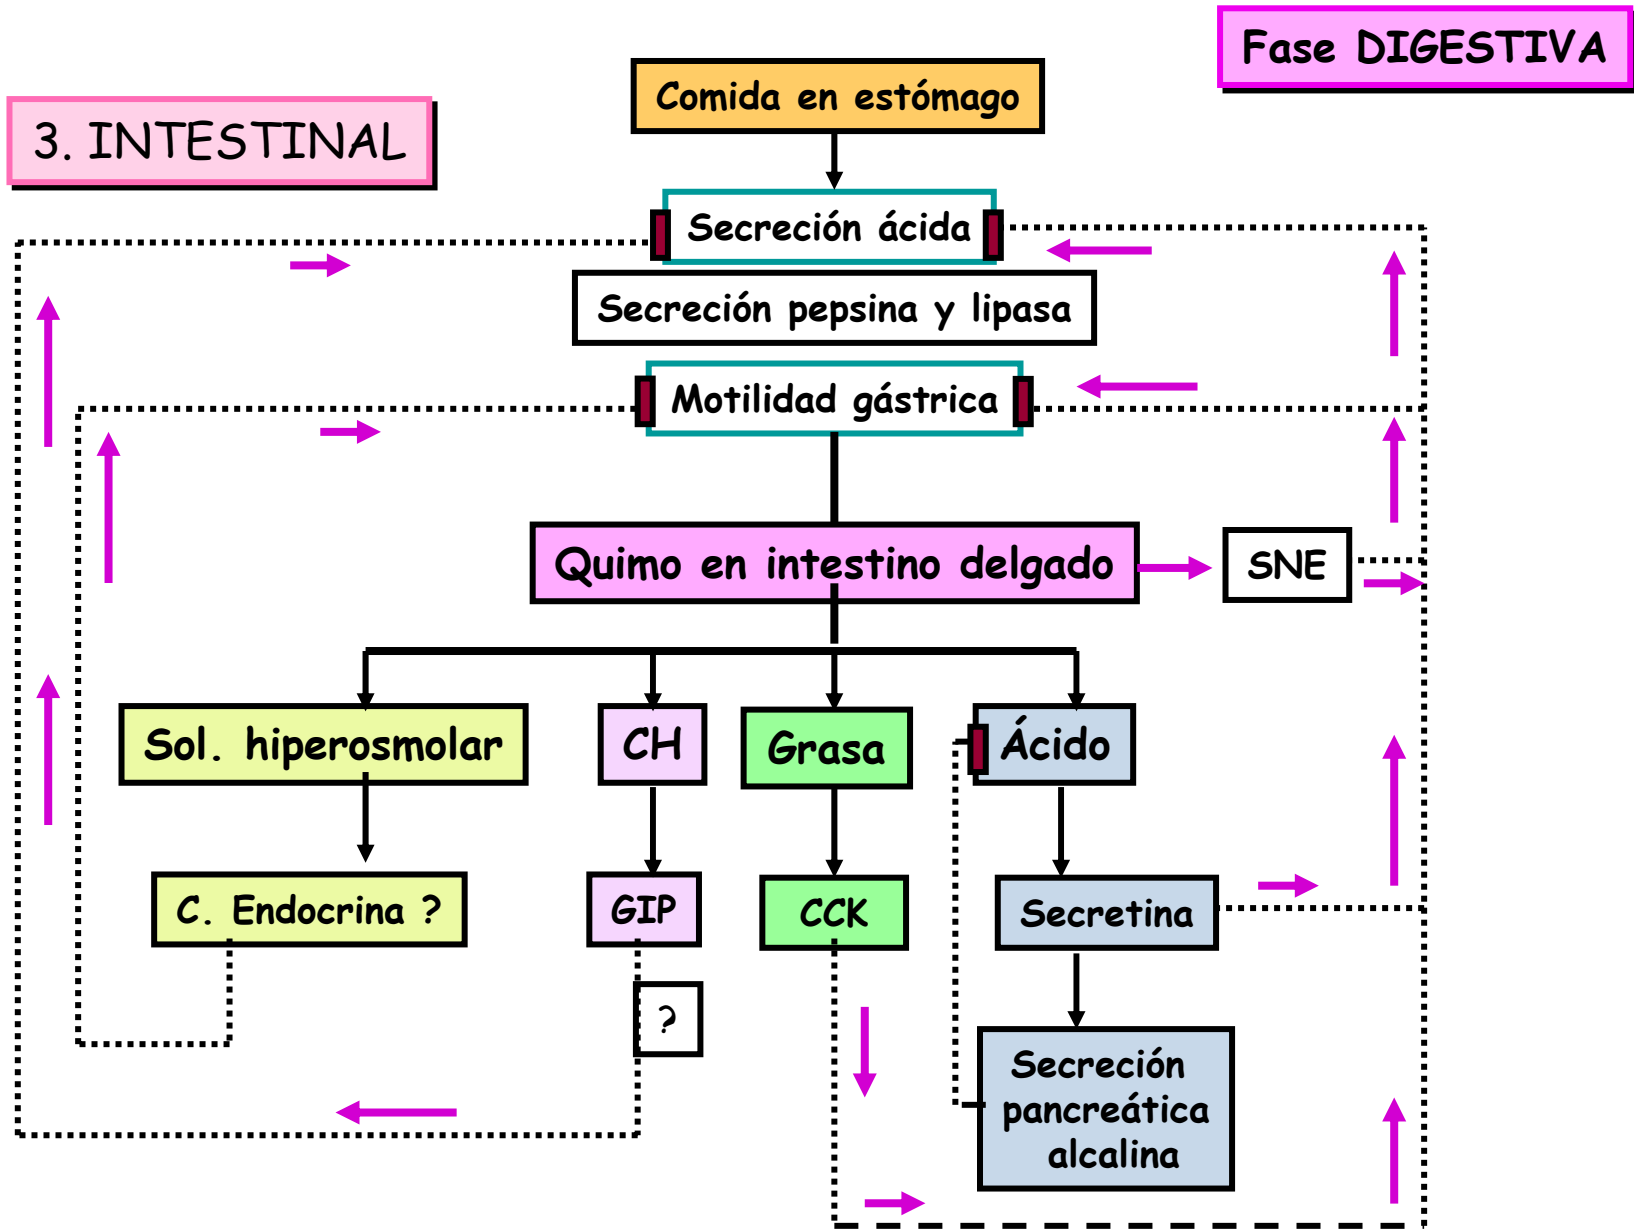 Fase DIGESTIVA
Comida en estómago
3. INTESTINAL
Secreción ácida
Secreción pepsina y lipasa
Motilidad gástrica
Quimo en intestino delgado
SNE
Sol. hiperosmolar
CH
Grasa
Ácido
C. Endocrina ?
GIP
CCK
Secretina
?
Secreción
pancreática
alcalina